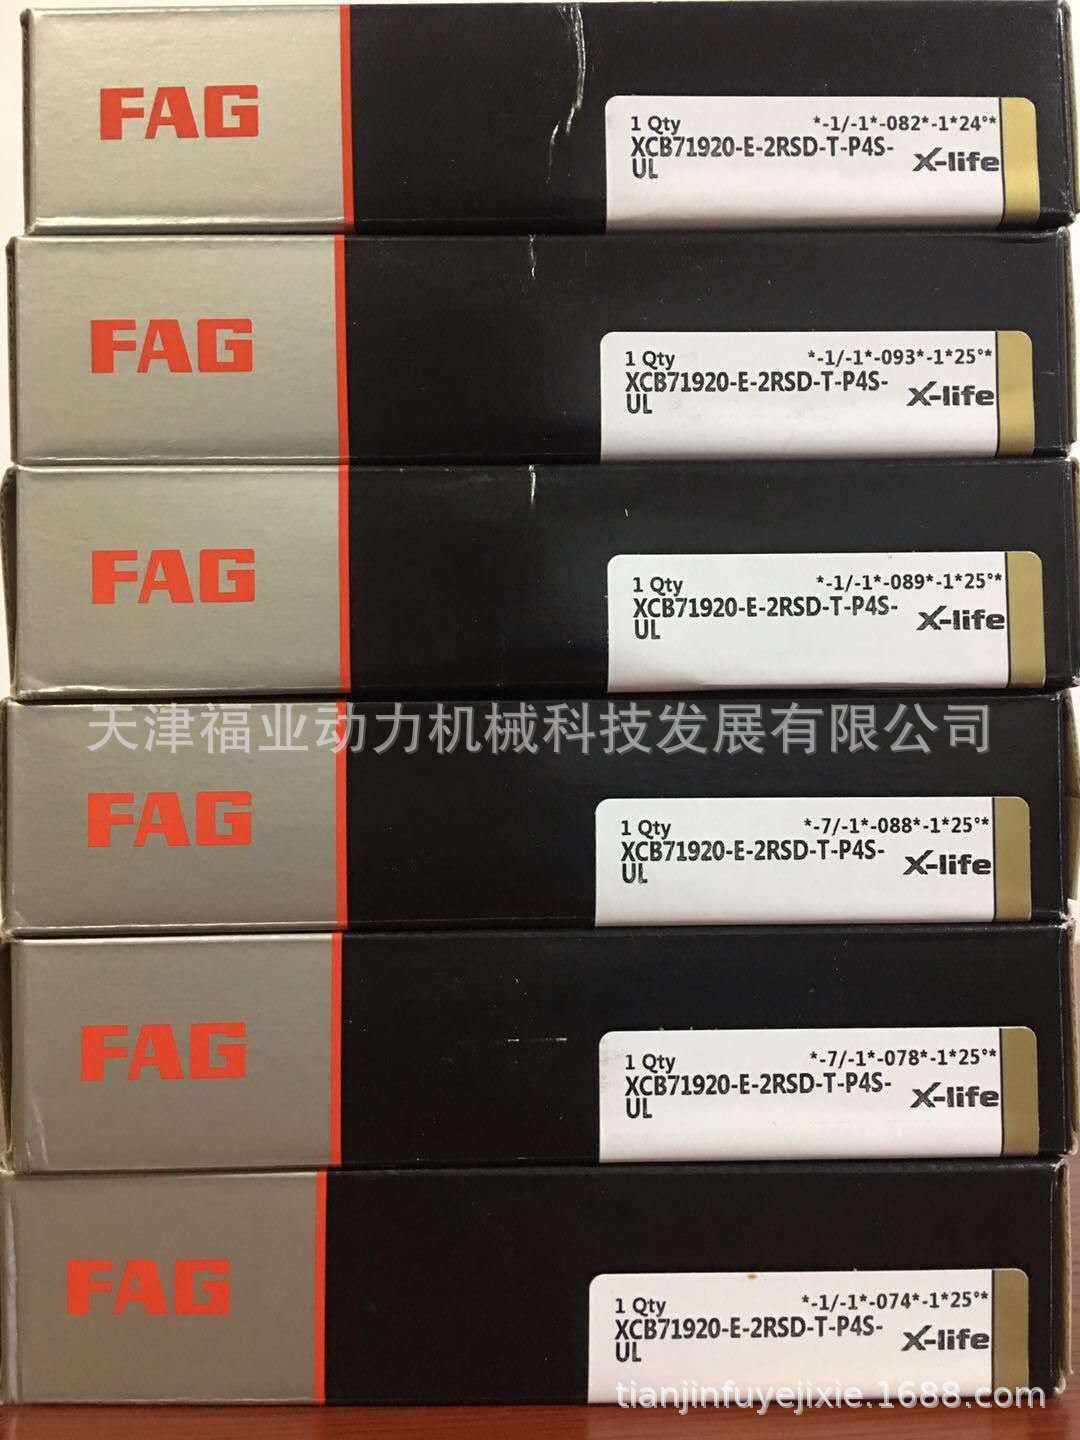 FAG
1 Qty *-1/-1*-082*-1*24°*
XCB71920-E-2RSD-T-P4S-
UL
X-life
FAG
1 Qty *-1/-1*-093*-1*25°*
XCB71920-E-2RSD-T-P4S-
UL
X-life
FAG
1 Qty *-1/-1*-089*-1*25°*
XCB71920-E-2RSD-T-P4S-
UL
X-life
天津福业动力机械科技发展有限公司
FAG
1 Qty *-7/-1*-088*-1*25°*
XCB71920-E-2RSD-T-P4S-
UL
X-life
FAG
1 Qty *-7/-1*-078*-1*25°*
XCB71920-E-2RSD-T-P4S-
UL
X-life
FAG
1 Qty *-1/-1*-074*-1*25°*
XCB71920-E-2RSD-T-P4S-
UL
X-life
tianjinfuyejixie.1688.com